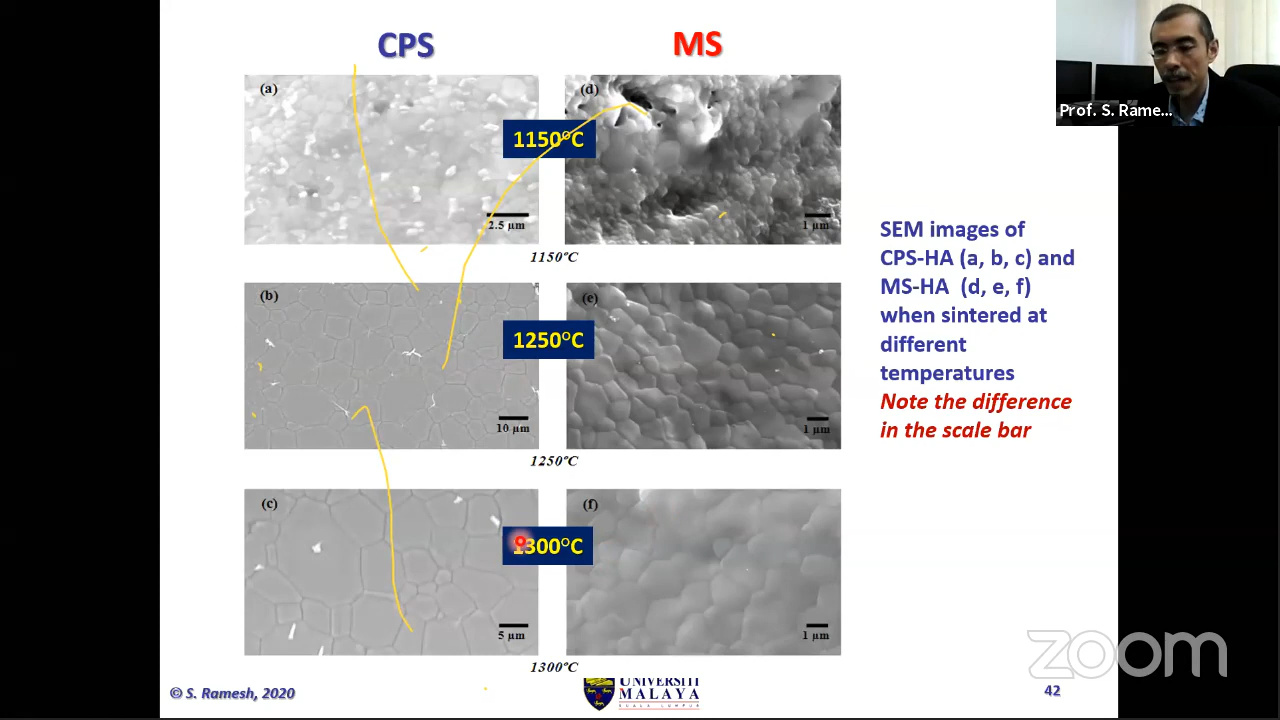 CPS
MS
(a)
(d)
1150°C
2.5 µm
1 µm
1150°C
(b)
(e)
1250°C
10 µm
1 µm
1250°C
(c)
(f)
1300°C
5 µm
1 µm
1300°C
SEM images of
CPS-HA (a, b, c) and
MS-HA (d, e, f)
when sintered at
different
temperatures
Note the difference
in the scale bar
Prof. S. Rame...
© S. Ramesh, 2020
UNIVERSITI
MALAYA
KUALA LUMPUR
42
zoom